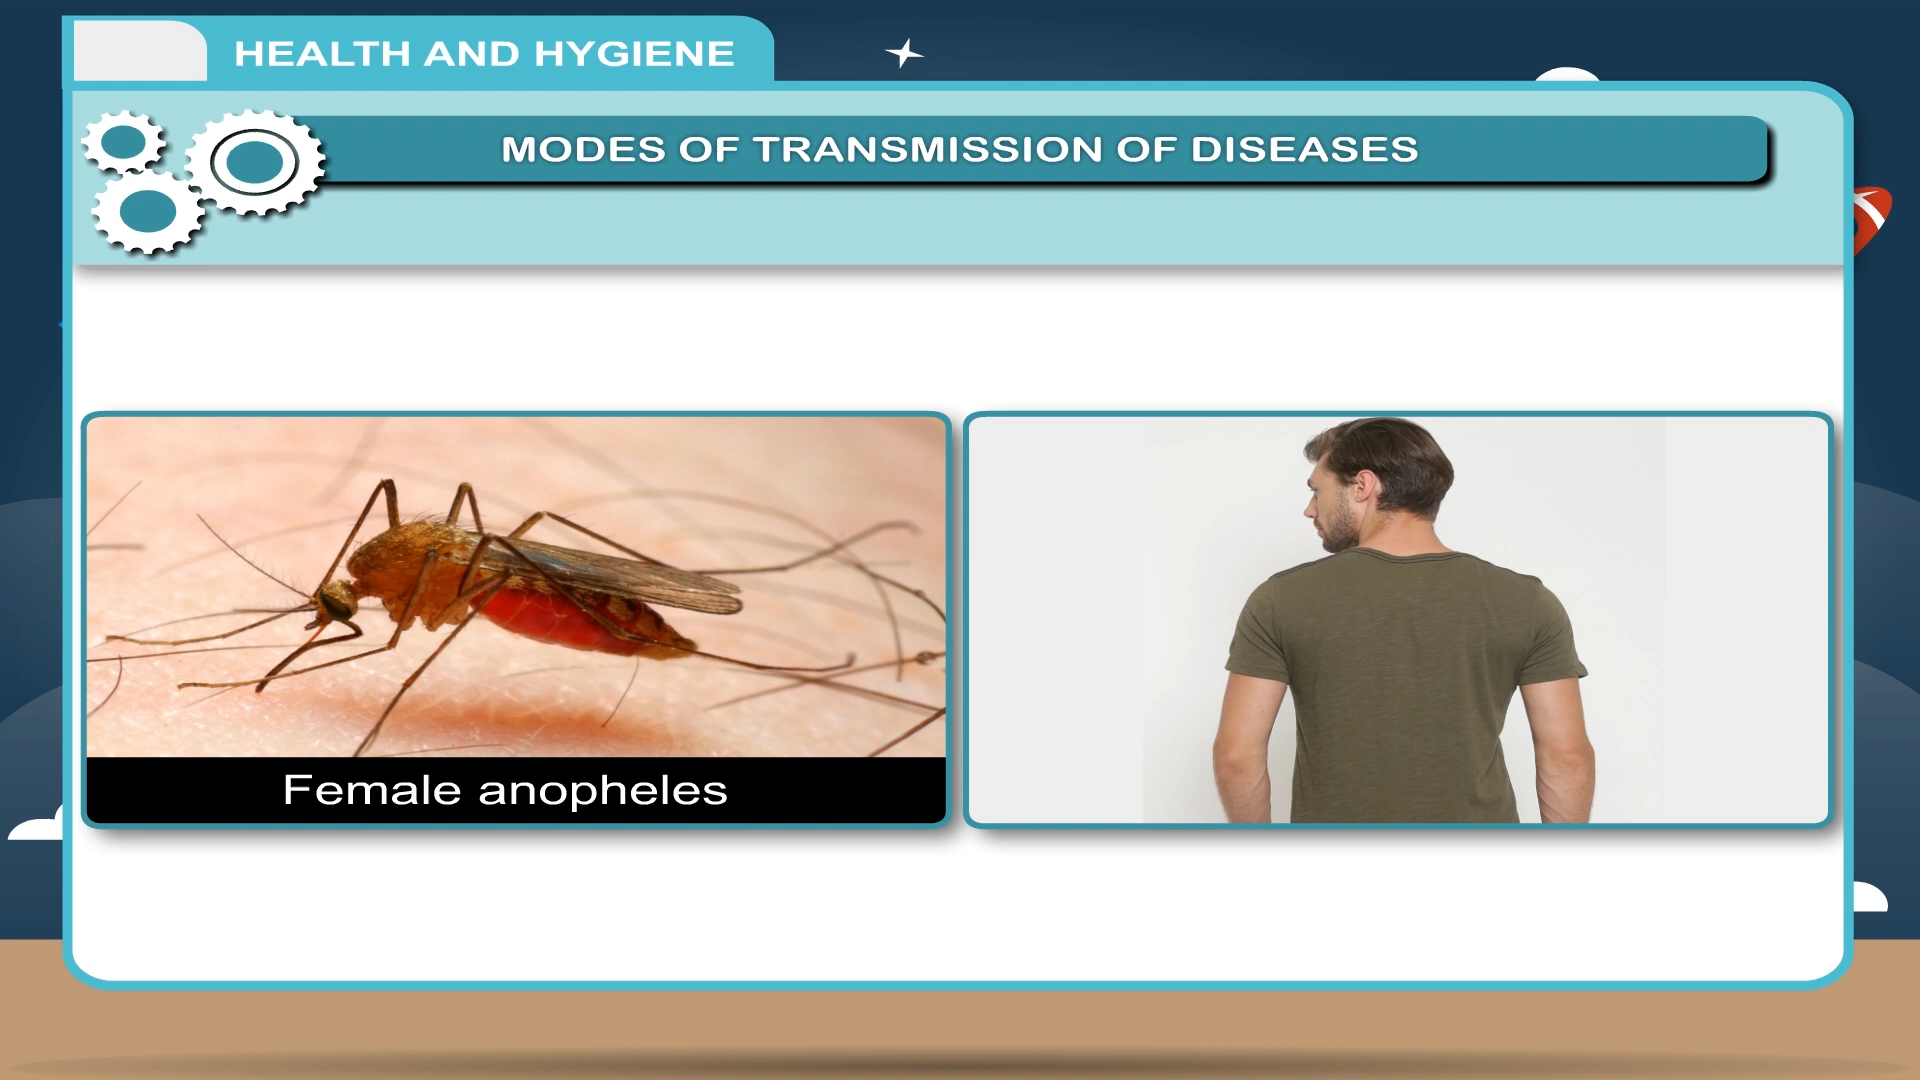 HEALTH AND HYGIENE
MODES OF TRANSMISSION OF DISEASES
Female anopheles